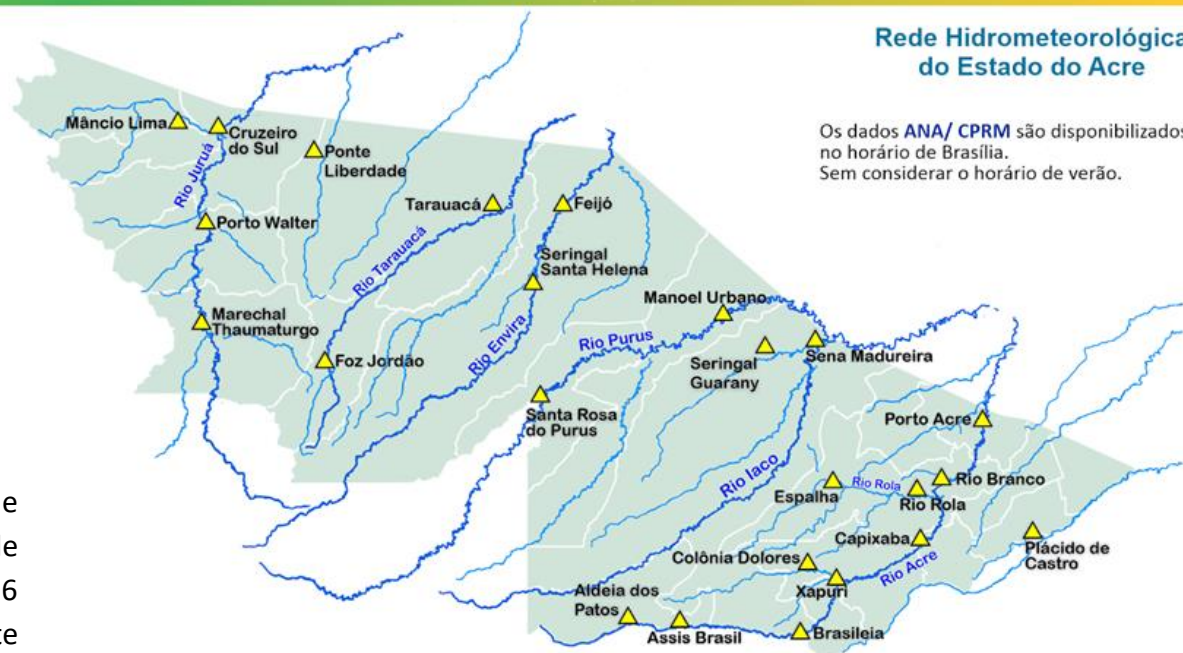 Rede Hidrometeorológica
do Estado do Acre
Os dados ANA/ CPRM são disponibilizados
no horário de Brasília.
Sem considerar o horário de verão.
Mâncio Lima
Cruzeiro
do Sul
Ponte
Liberdade
Rio Juruá
Porto Walter
Tarauacá
Feijó
Rio Tarauacá
Seringal
Santa Helena
Marechal
Thaumaturgo
Foz Jordão
Rio Envira
Manoel Urbano
Rio Purus
Seringal
Guarany
Sena Madureira
Santa Rosa
do Purus
Porto Acre
Rio Iaco
Espalha
Rio Rola
Rio Rola
Rio Branco
Capixaba
Plácido de
Castro
Colônia Dolores
Rio Acre
Xapuri
Aldeia dos
Patos
Assis Brasil
Brasileia
e
6